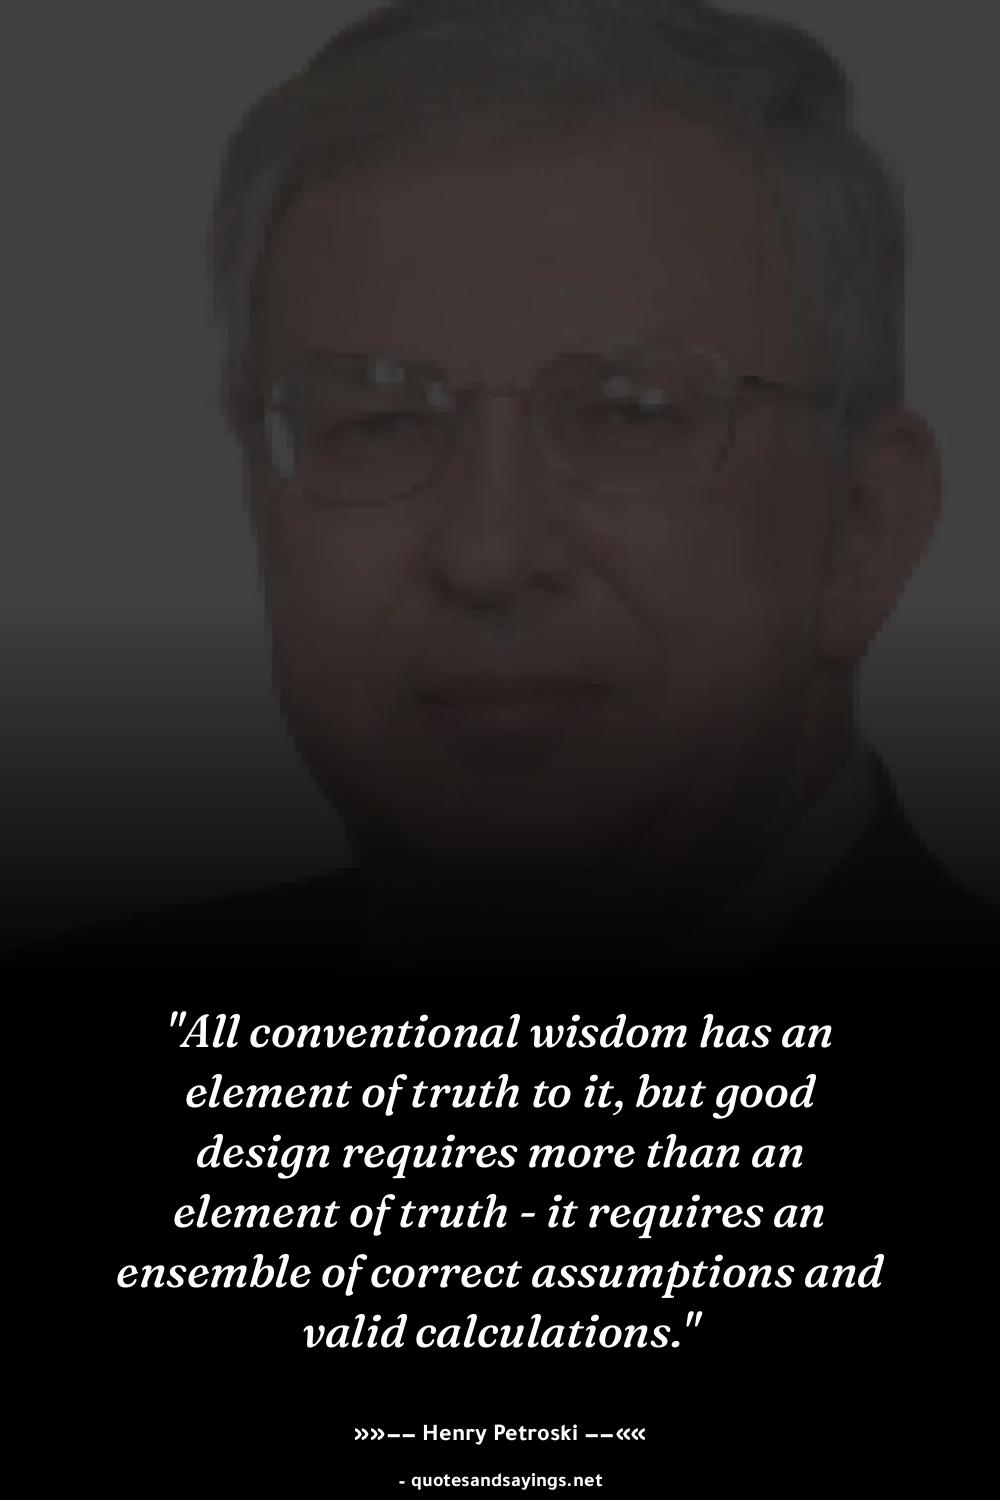 "All conventional wisdom has an
element of truth to it, but good
design requires more than an
element of truth - it requires an
ensemble of correct assumptions and
valid calculations."
»»–– Henry Petroski ––««
- quotesandsayings.net